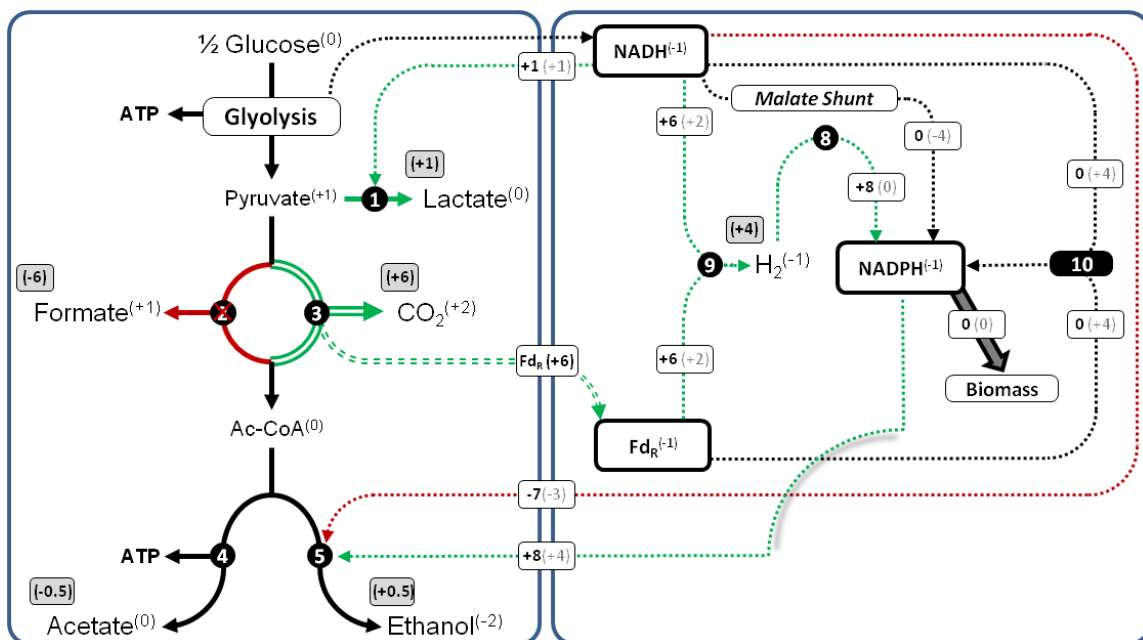 ½ Glucose(0)
ATP
Glyolysis
(+1)
Pyruvate(+1)
1
Lactate(0)
(-6)
(+6)
Formate(+1)
2
3
CO2(+2)
Ac-CoA(0)
ATP
4
5
(-0.5)
(+0.5)
Acetate(0)
Ethanol(-2)
+1 (+1)
FdR (+6)
-7(-3)
+8(+4)
NADH(-1)
Malate Shunt
+6(+2)
8
0 (-4)
0 (+4)
+8 (0)
(+4)
9
H2(-1)
NADPH(-1)
10
+6(+2)
0 (0)
0 (+4)
Biomass
FdR(-1)